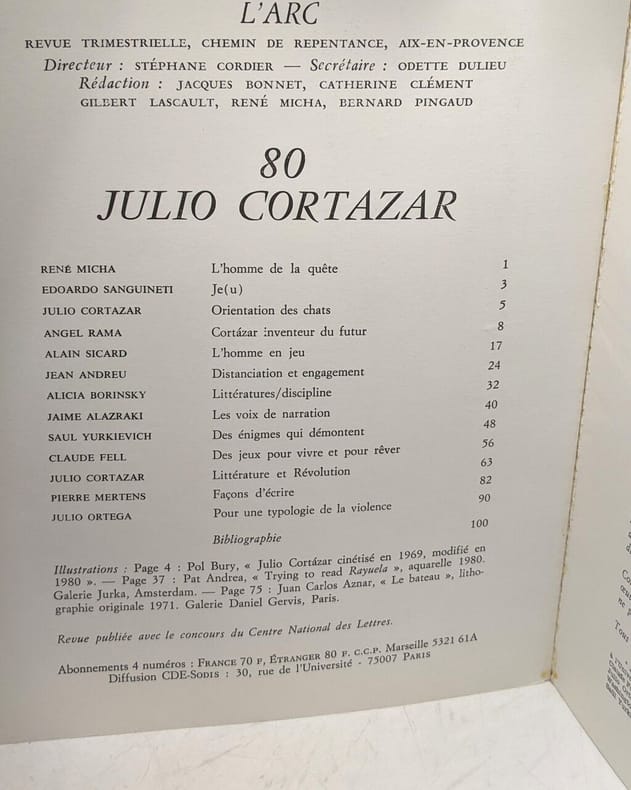 L'ARC
REVUE TRIMESTRIELLE, CHEMIN DE REPENTANCE, AIX-EN-PROVENCE
Directeur : STÉPHANE CORDIER — Secrétaire : ODETTE DULIEU
Rédaction : JACQUES BONNET, CATHERINE CLÉMENT
GILBERT LASCAULT, RENÉ MICHA, BERNARD PINGAUD
80
JULIO CORTAZAR
RENÉ MICHA L'homme de la quête 1
EDOARDO SANGUINETI Je(u) 3
JULIO CORTAZAR Orientation des chats 5
ANGEL RAMA Cortázar inventeur du futur 8
ALAIN SICARD L'homme en jeu 17
JEAN ANDREU Distanciation et engagement 24
ALICIA BORINSKY Littératures/discipline 32
JAIME ALAZRAKI Les voix de narration 40
SAUL YURKIEVICH Des énigmes qui démontent 48
CLAUDE FELL Des jeux pour vivre et pour rêver 56
JULIO CORTAZAR Littérature et Révolution 63
PIERRE MERTENS Façons d'écrire 82
JULIO ORTEGA Pour une typologie de la violence 90
Bibliographie 100
Illustrations : Page 4 : Pol Bury, « Julio Cortázar cinétisé en 1969, modifié en
1980 ». — Page 37 : Pat Andrea, « Trying to read Rayuela », aquarelle 1980.
Galerie Jurka, Amsterdam. — Page 75 : Juan Carlos Aznar, « Le bateau », litho-
graphie originale 1971. Galerie Daniel Gervis, Paris.
Revue publiée avec le concours du Centre National des Lettres.
Abonnements 4 numéros : FRANCE 70 F, ÉTRANGER 80 F. C.C.P. Marseille 5321 61A
Diffusion CDE-SODIS : 30, rue de l'Université - 75007 PARIS